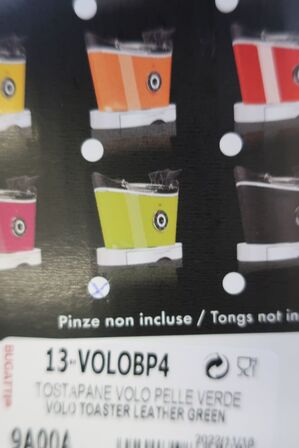 Pinze non incluse / Tongs not in
BUGATTI
13-VOLOBP4
TOSTAPANE VOLO PELLE VERDE
VOLO TOASTER LEATHER GREEN
9A00A